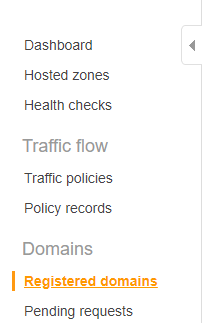 Dashboard
Hosted zones
Health checks
Traffic flow
Traffic policies
Policy records
Domains
Registered domains
Pending requests